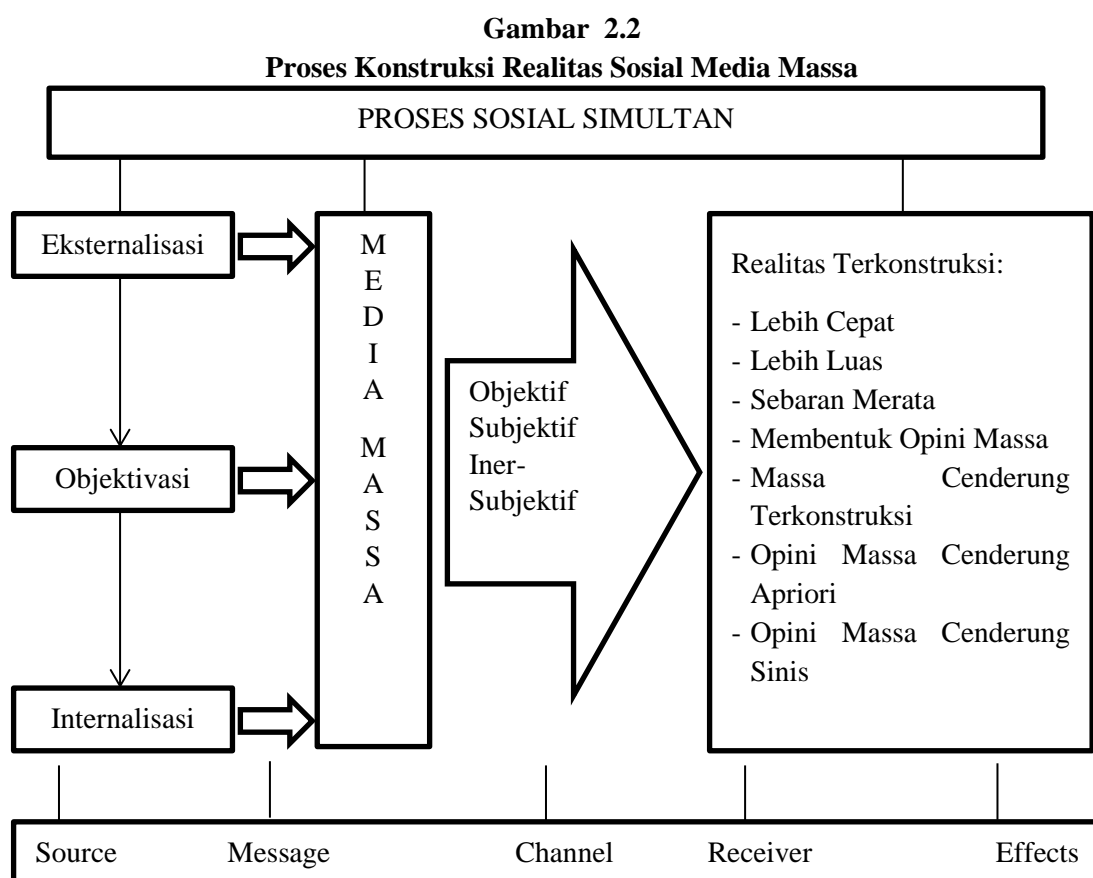 Gambar 2.2
Proses Konstruksi Realitas Sosial Media Massa
PROSES SOSIAL SIMULTAN
Eksternalisasi
Objektivasi
Internalisasi
M
E
D
I
A
M
A
S
S
A
Objektif
Subjektif
Iner-
Subjektif
Realitas Terkonstruksi:
- Lebih Cepat
- Lebih Luas
- Sebaran Merata
- Membentuk Opini Massa
- Massa Cenderung
Terkonstruksi
- Opini Massa Cenderung
Apriori
- Opini Massa Cenderung
Sinis
Source Message Channel Receiver Effects